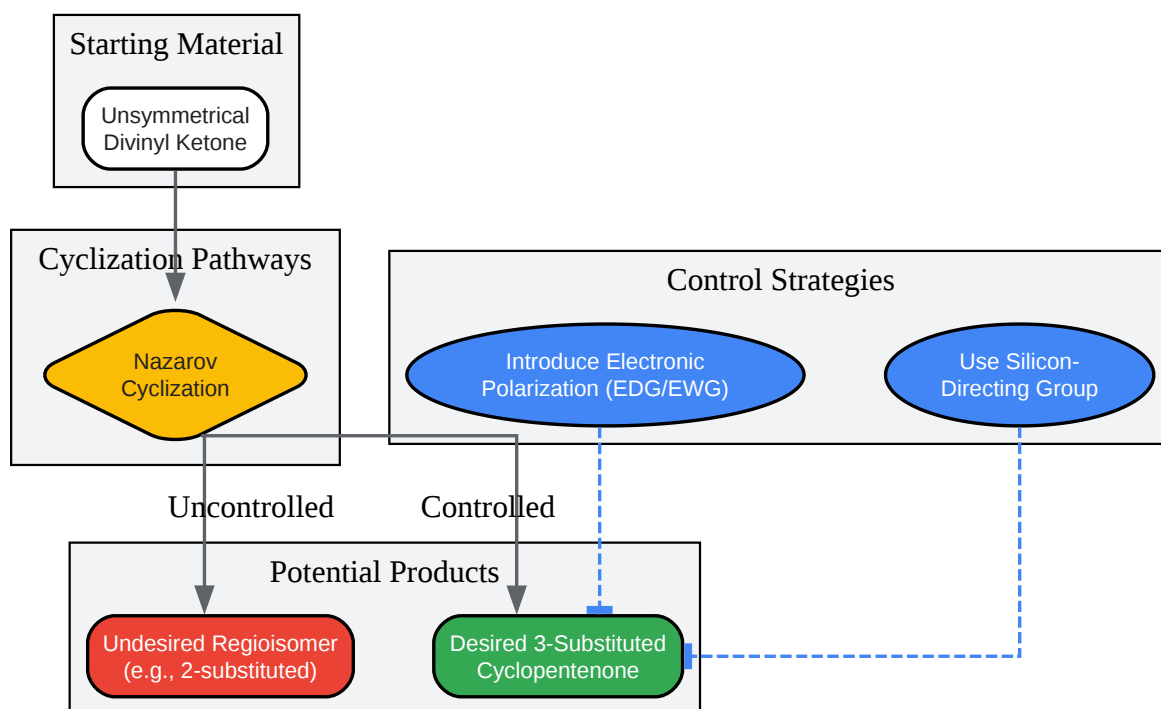 Starting Material
Unsymmetrical
Divinyl Ketone
Cyclization Pathways
Nazarov
Cyclization
Control Strategies
Introduce Electronic
Polarization (EDG/EWG)
Use Silicon-
Directing Group
Uncontrolled
Controlled
Potential Products
Undesired Regioisomer
(e.g., 2-substituted)
Desired 3-Substituted
Cyclopentenone